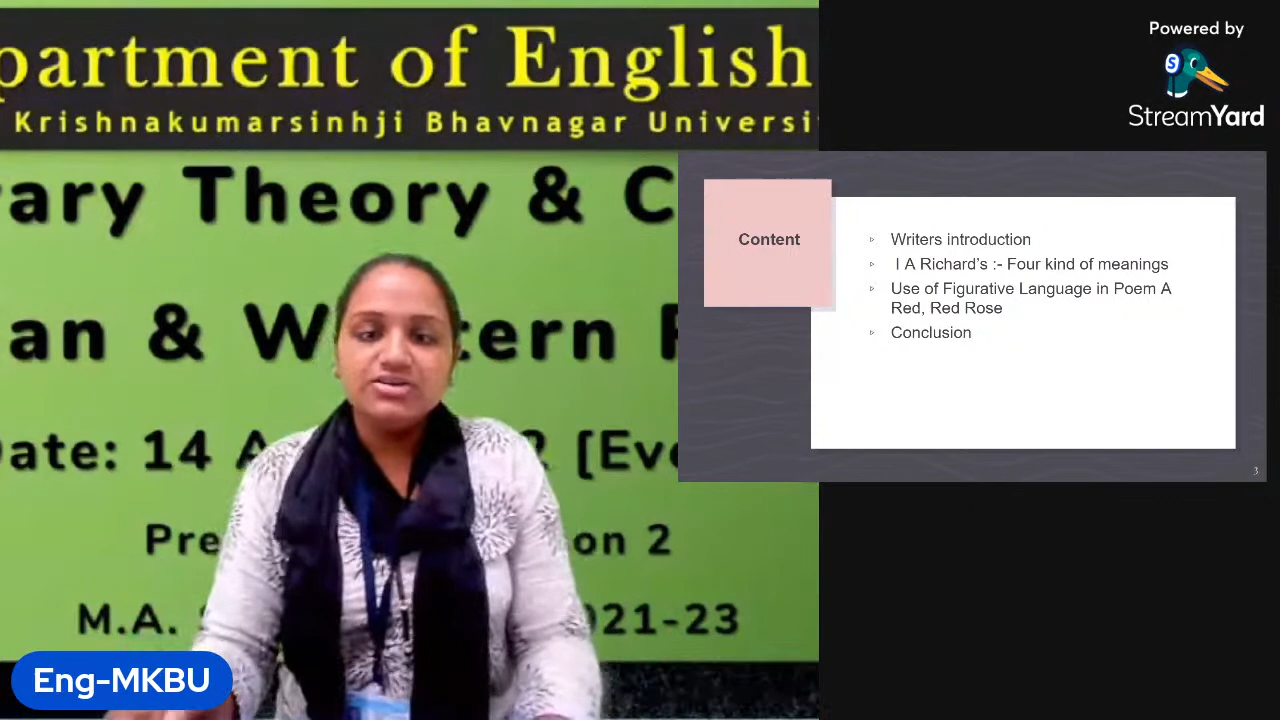 partment of English
Krishnakumarsinhji Bhavnagar Universi
rary Theory & C
an & W tern
Date: 14 A 2 [Eve
Pre on 2
M.A. 021-23
Eng-MKBU
Powered by
StreamYard
Content
Writers introduction
I A Richard's :- Four kind of meanings
Use of Figurative Language in Poem A
Red, Red Rose
Conclusion
3